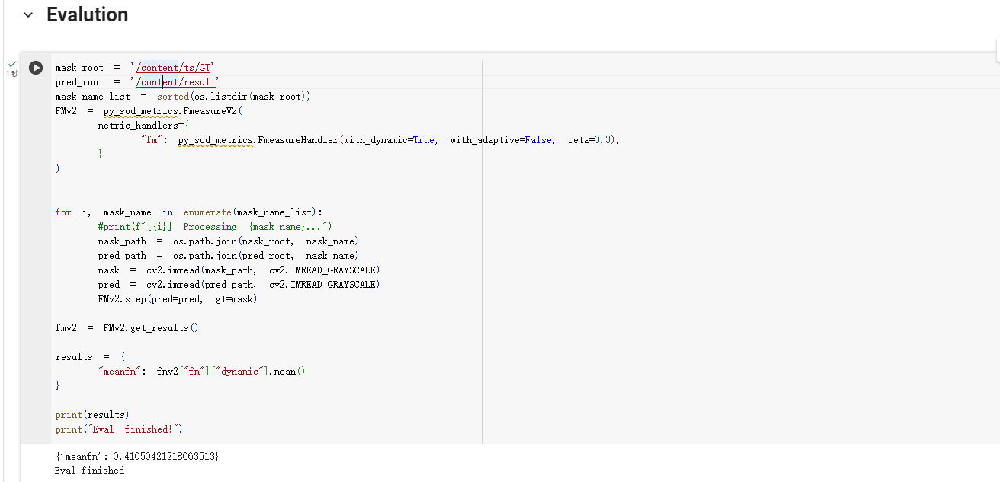 Evalution
1 秒
mask_root = '/content/ts/GT'
pred_root = '/content/result'
mask_name_list = sorted(os.listdir(mask_root))
FMv2 = py_sod_metrics.FmeasureV2(
metric_handlers={
"fm": py_sod_metrics.FmeasureHandler(with_dynamic=True, with_adaptive=False, beta=0.3),
}
)
for i, mask_name in enumerate(mask_name_list):
#print(f"[{i}] Processing {mask_name}...")
mask_path = os.path.join(mask_root, mask_name)
pred_path = os.path.join(pred_root, mask_name)
mask = cv2.imread(mask_path, cv2.IMREAD_GRAYSCALE)
pred = cv2.imread(pred_path, cv2.IMREAD_GRAYSCALE)
FMv2.step(pred=pred, gt=mask)
fmv2 = FMv2.get_results()
results = {
"meanfm": fmv2["fm"]["dynamic"].mean()
}
print(results)
print("Eval finished!")
{'meanfm': 0.41050421218663513}
Eval finished!